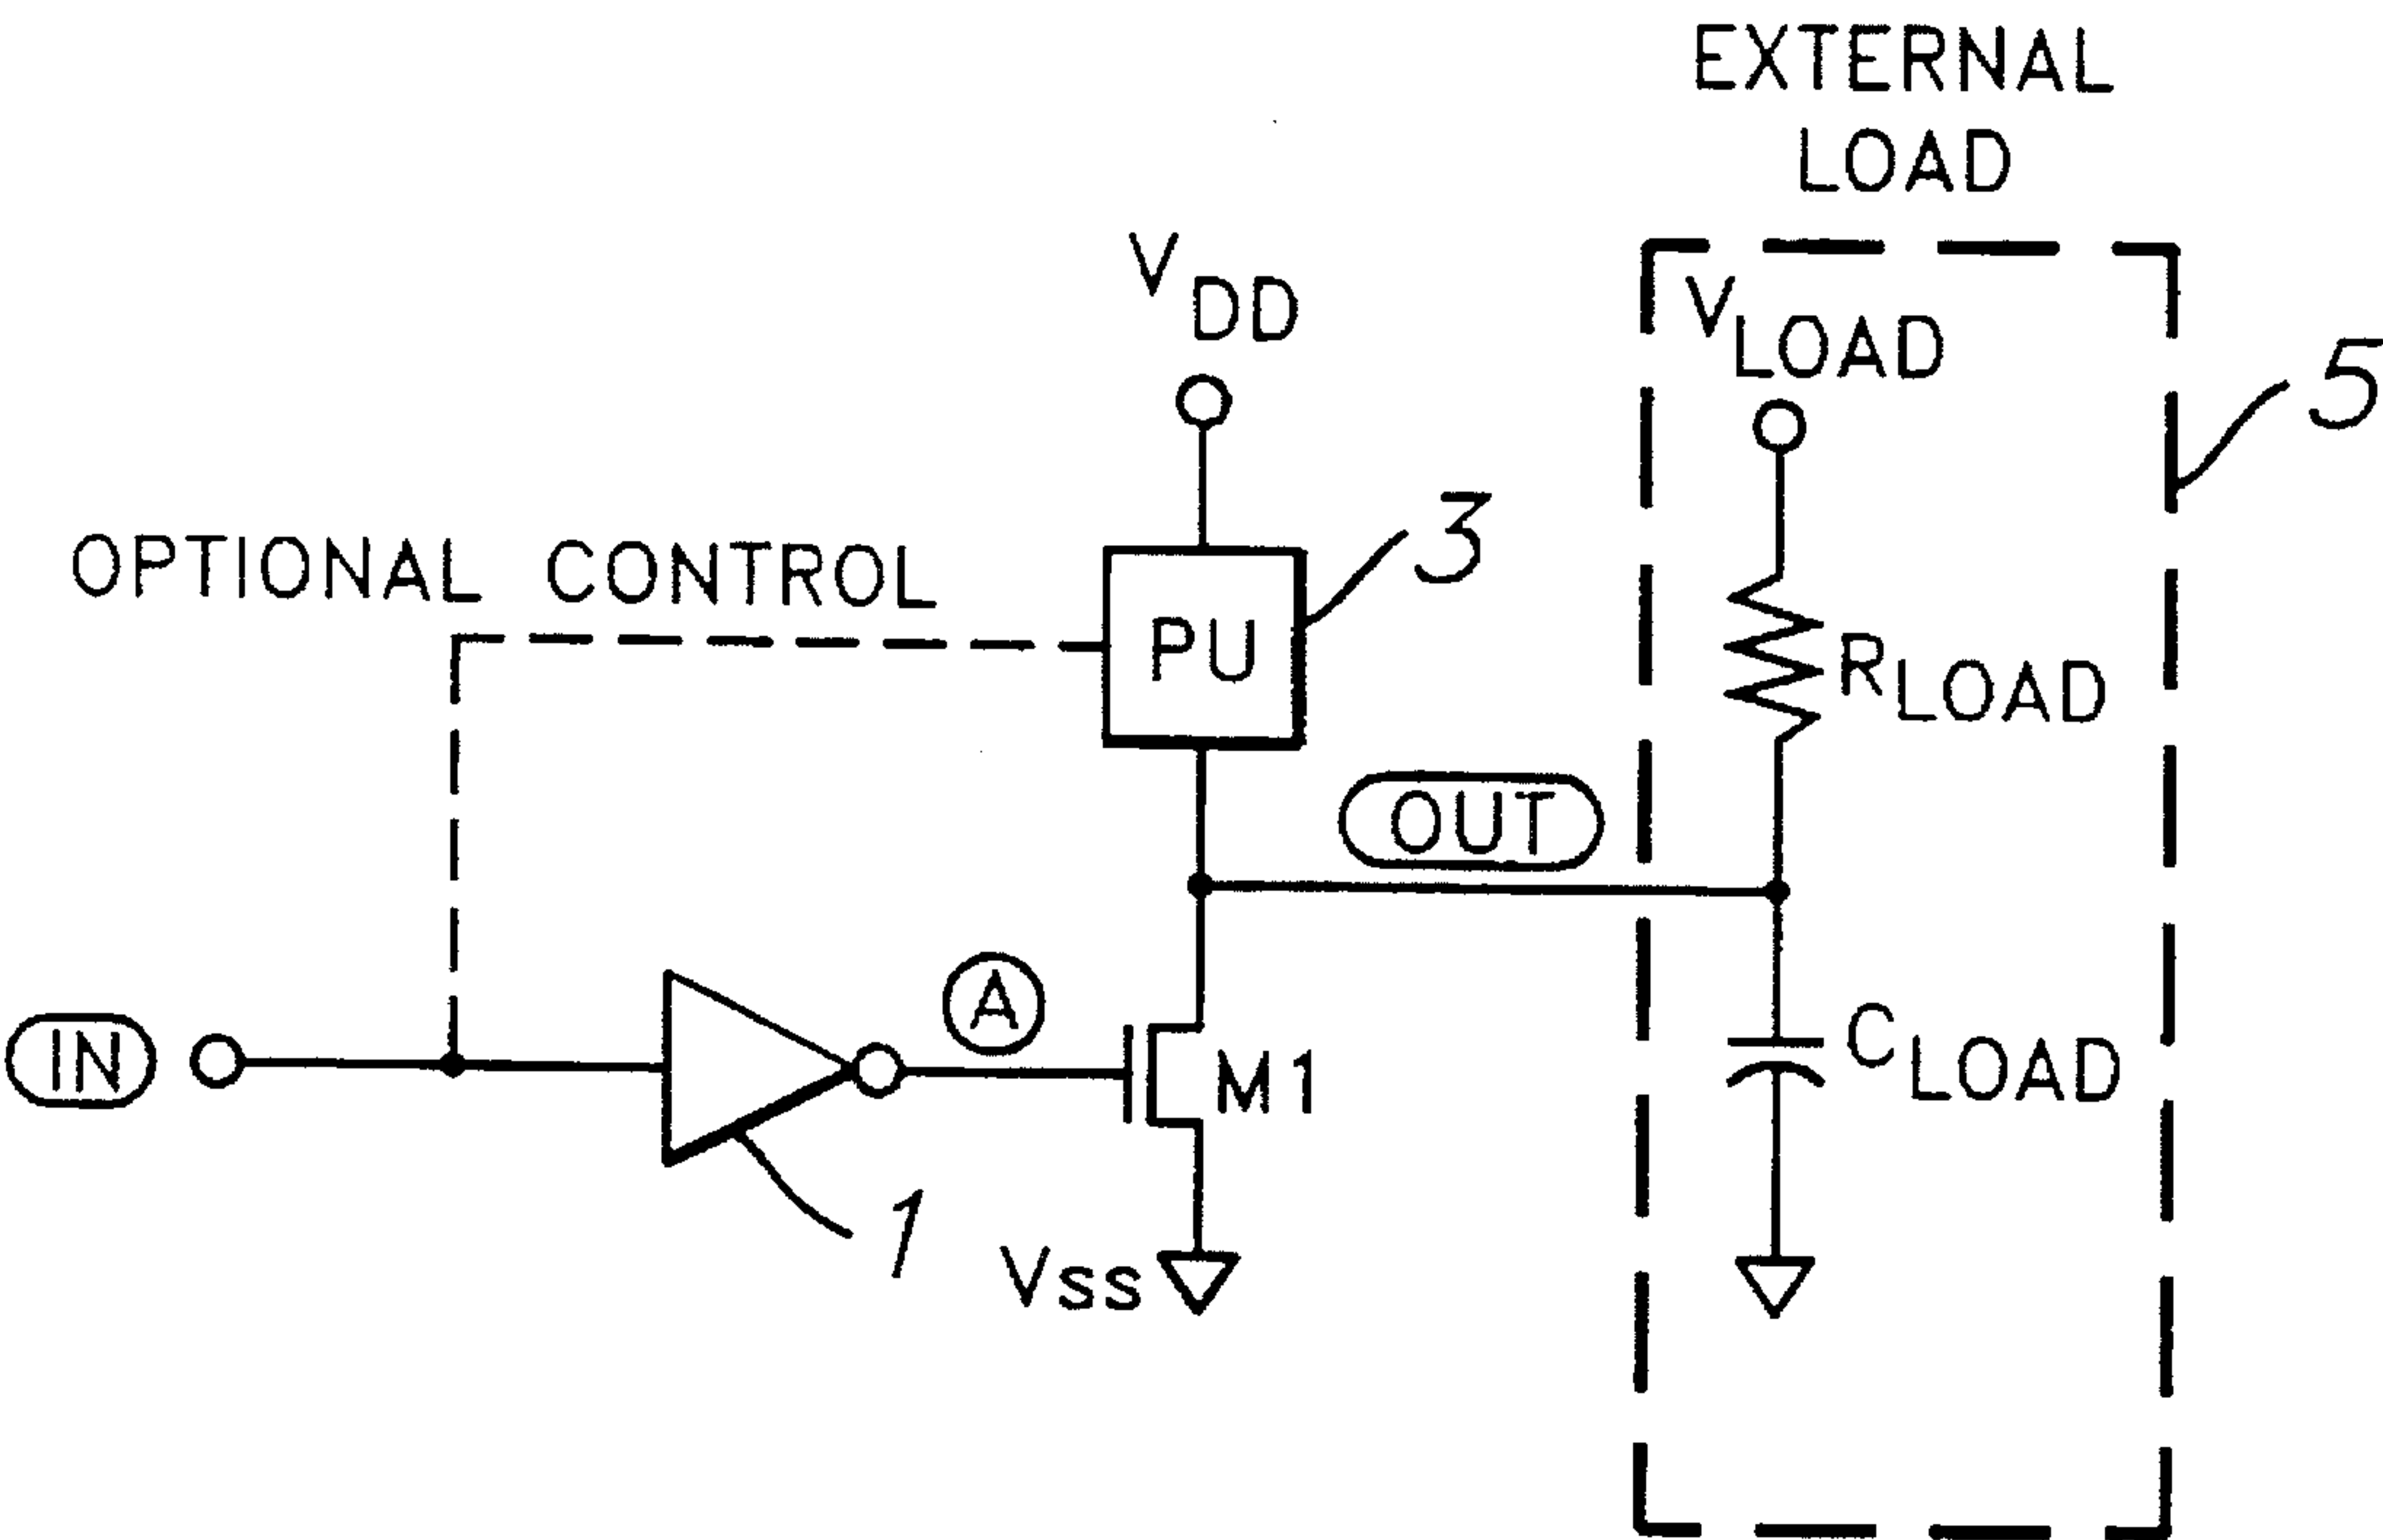 EXTERNAL
LOAD
VDD
VLOAD
5
3
OPTIONAL CONTROL
PU
RLOAD
OUT
A
IN
M1
CLOAD
1
VSS